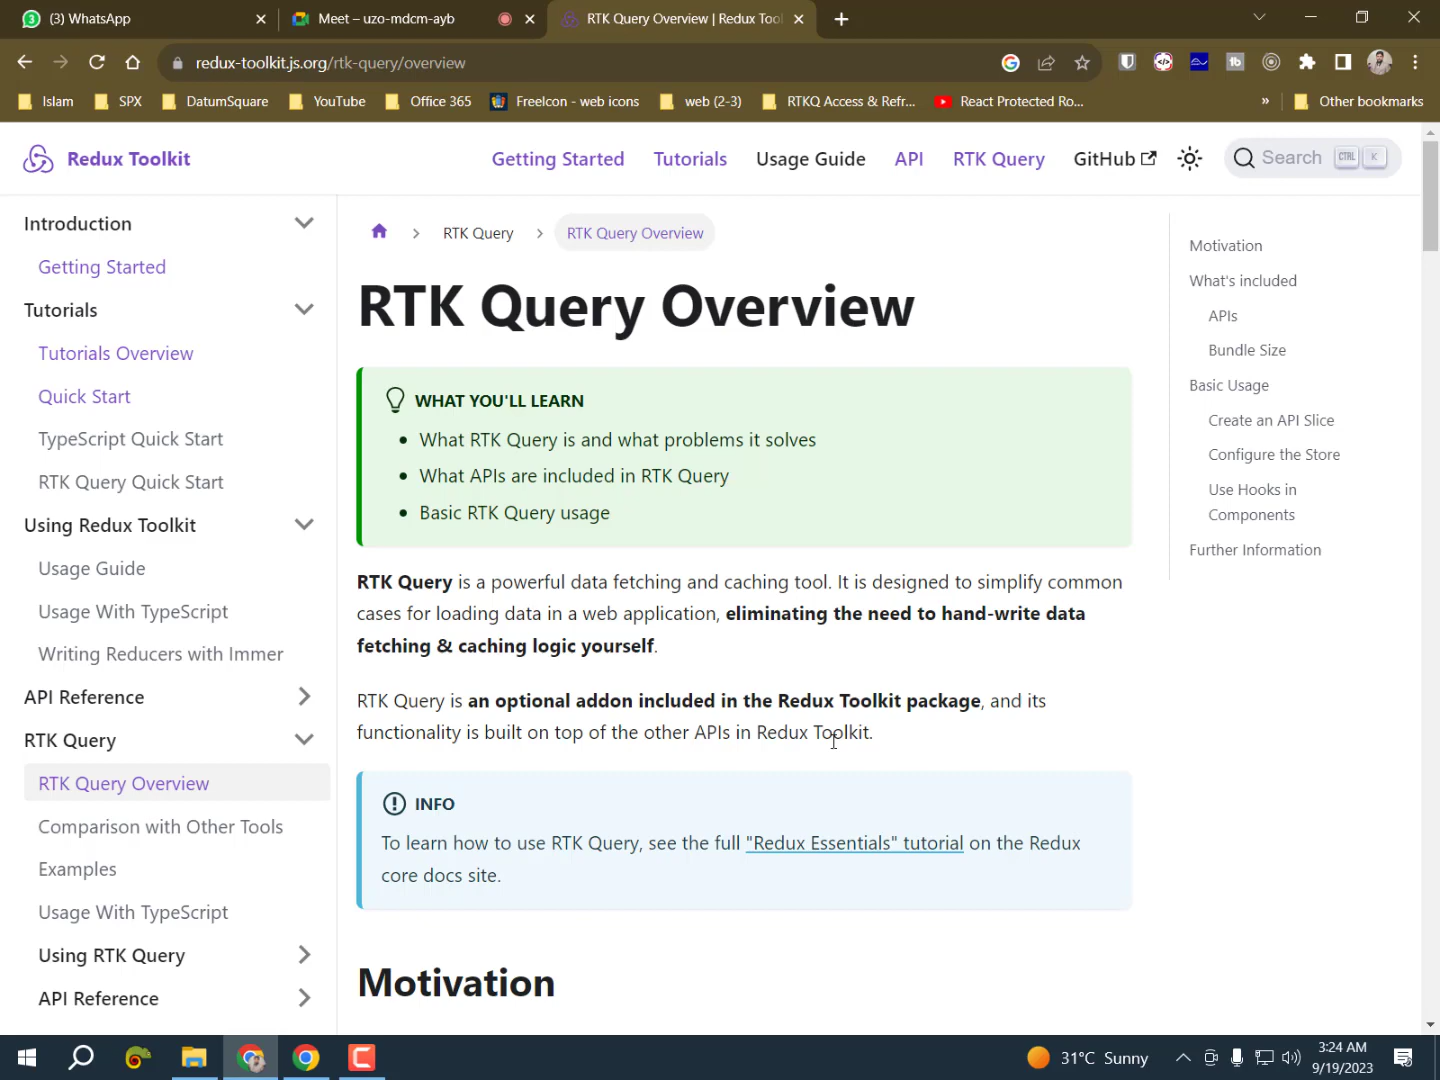 (3) WhatsApp
Meet – uzo-mdcm-ayb
RTK Query Overview | Redux Tool
redux-toolkit.js.org/rtk-query/overview
Islam
SPX
DatumSquare
YouTube
Office 365
FreeIcon - web icons
web (2-3)
RTKQ Access & Refr...
React Protected Ro...
»
Other bookmarks
Redux Toolkit
Getting Started
Tutorials
Usage Guide
API
RTK Query
GitHub
Search
CTRL
K
Introduction
Getting Started
Tutorials
Tutorials Overview
Quick Start
TypeScript Quick Start
RTK Query Quick Start
Using Redux Toolkit
Usage Guide
Usage With TypeScript
Writing Reducers with Immer
API Reference
RTK Query
RTK Query Overview
Comparison with Other Tools
Examples
Usage With TypeScript
Using RTK Query
API Reference
RTK Query
RTK Query Overview
RTK Query Overview
WHAT YOU'LL LEARN
• What RTK Query is and what problems it solves
• What APIs are included in RTK Query
• Basic RTK Query usage
RTK Query is a powerful data fetching and caching tool. It is designed to simplify common
cases for loading data in a web application, eliminating the need to hand-write data
fetching & caching logic yourself.
RTK Query is an optional addon included in the Redux Toolkit package, and its
functionality is built on top of the other APIs in Redux Toolkit.
INFO
To learn how to use RTK Query, see the full "Redux Essentials" tutorial on the Redux
core docs site.
Motivation
Motivation
What's included
APIs
Bundle Size
Basic Usage
Create an API Slice
Configure the Store
Use Hooks in
Components
Further Information
31°C Sunny
3:24 AM
9/19/2023